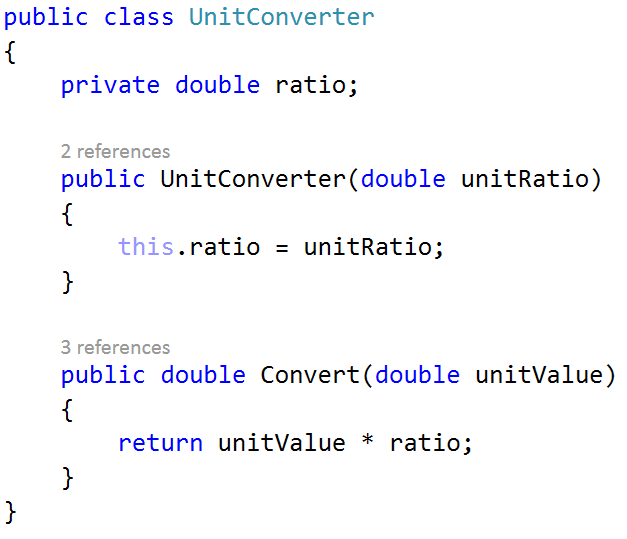 public class UnitConverter
{
private double ratio;
2 references
public UnitConverter(double unitRatio)
{
this.ratio = unitRatio;
}
3 references
public double Convert(double unitValue)
{
return unitValue * ratio;
}
}